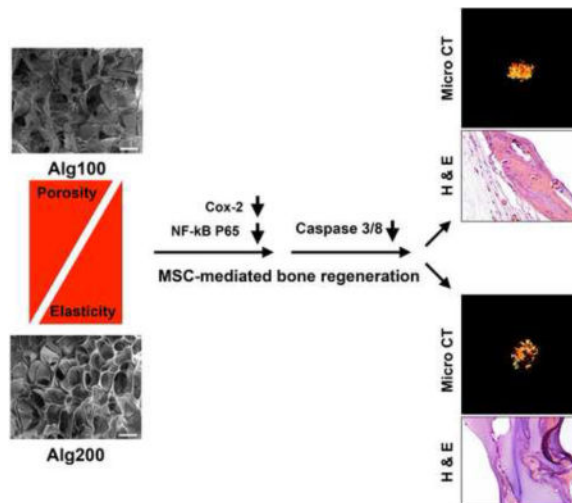 Alg100
Porosity
Elasticity
Alg200
Cox-2
NF-kB P65
Caspase 3/8
MSC-mediated bone regeneration
Micro CT
H & E
Micro CT
H & E